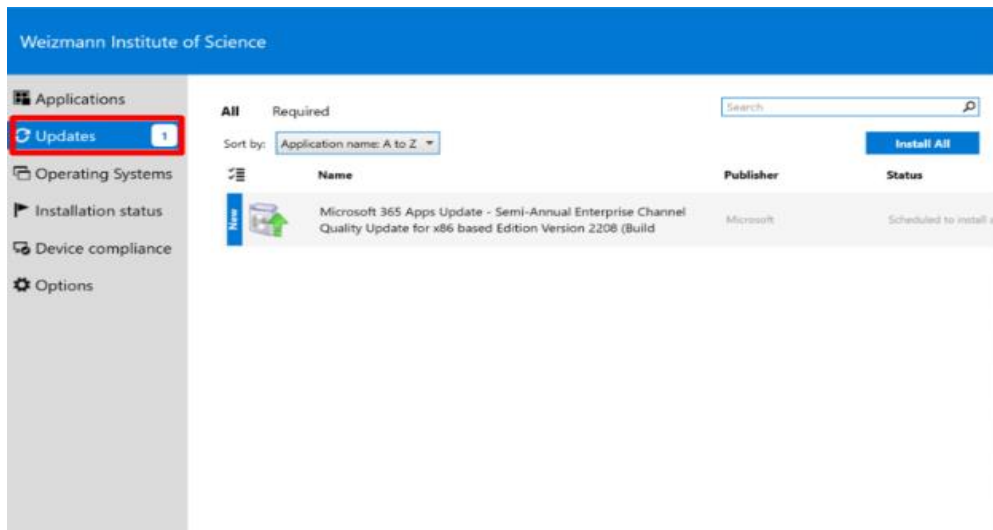 Weizmann Institute of Science
Applications
Updates 1
Operating Systems
Installation status
Device compliance
Options
All Required
Search
Sort by: Application name: A to Z
Install All
Name Publisher Status
New
Microsoft 365 Apps Update - Semi-Annual Enterprise Channel
Quality Update for x86 based Edition Version 2208 (Build
Microsoft
Scheduled to install